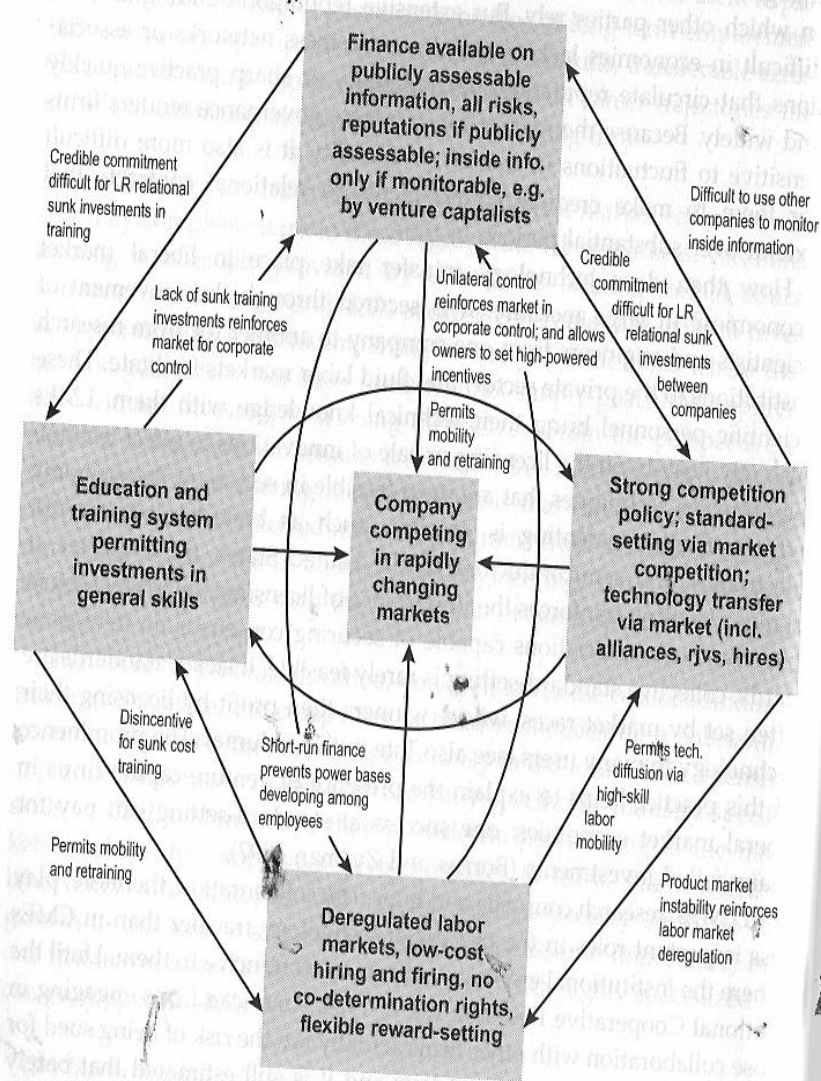 Finance available on
publicly assessable
information, all risks,
reputations if publicly
assessable; inside info.
only if monitorable, e.g.
by venture captalists
Credible commitment
difficult for LR relational
sunk investments in
training
Difficult to use other
companies to monitor
inside information
Lack of sunk training
investments reinforces
market for corporate
control
Unilateral control
reinforces market in
corporate control; and allows
owners to set high-powered
incentives
Credible
commitment
difficult for LR
relational sunk
investments
between
companies
Permits
mobility
and retraining
Education and
training system
permitting
investments in
general skills
Company
competing
in rapidly
changing
markets
Strong competition
policy; standard-
setting via market
competition;
technology transfer
via market (incl.
alliances, rjvs, hires)
Disincentive
for sunk cost
training
Short-run finance
prevents power bases
developing among
employees
Permits tech.
diffusion via
high-skill
labor
mobility
Permits mobility
and retraining
Product market
instability reinforces
labor market
deregulation
Deregulated labor
markets, low-cost
hiring and firing, no
co-determination rights,
flexible reward-setting